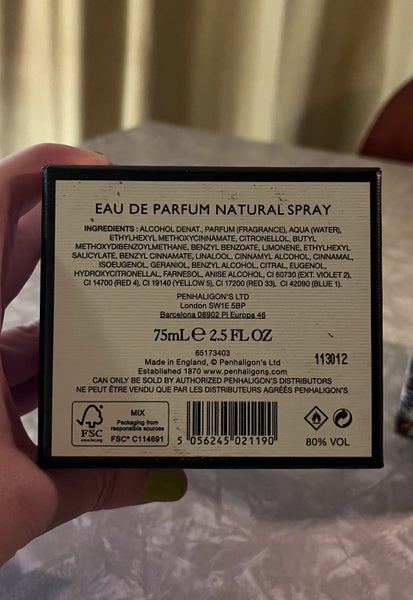 EAU DE PARFUM NATURAL SPRAY
INGREDIENTS: ALCOHOL DENAT., PARFUM (FRAGRANCE), AQUA (WATER),
ETHYLHEXYL METHOXYCINNAMATE, CITRONELLOL, BUTYL
METHOXYDIBENZOYLMETHANE, BENZYL BENZOATE, LIMONENE, ETHYLHEXYL
SALICYLATE, BENZYL CINNAMATE, LINALOOL, CINNAMYL ALCOHOL, CINNAMAL,
ISOEUGENOL, GERANIOL, BENZYL ALCOHOL, CITRAL, EUGENOL,
HYDROXYCITRONELLAL, FARNESOL, ANISE ALCOHOL, CI 60730 (EXT. VIOLET 2),
CI 14700 (RED 4), CI 19140 (YELLOW 5), CI 17200 (RED 33), CI 42090 (BLUE 1).
PENHALIGON'S LTD
London SW1E 5BP
Barcelona 08902 Pl Europa 46
75mL e 2.5 FL OZ
65173403
Made in England, © Penhaligon's Ltd
Established 1870 www.penhaligons.com
113012
CAN ONLY BE SOLD BY AUTHORIZED PENHALIGON'S DISTRIBUTORS
NE PEUT ÊTRE VENDU QUE PAR LES DISTRIBUTEURS AGRÉÉS PENHALIGON'S
FSC
www.fsc.org
MIX
Packaging from
responsible sources
FSC® C114691
5 056245 021190
80% VOL